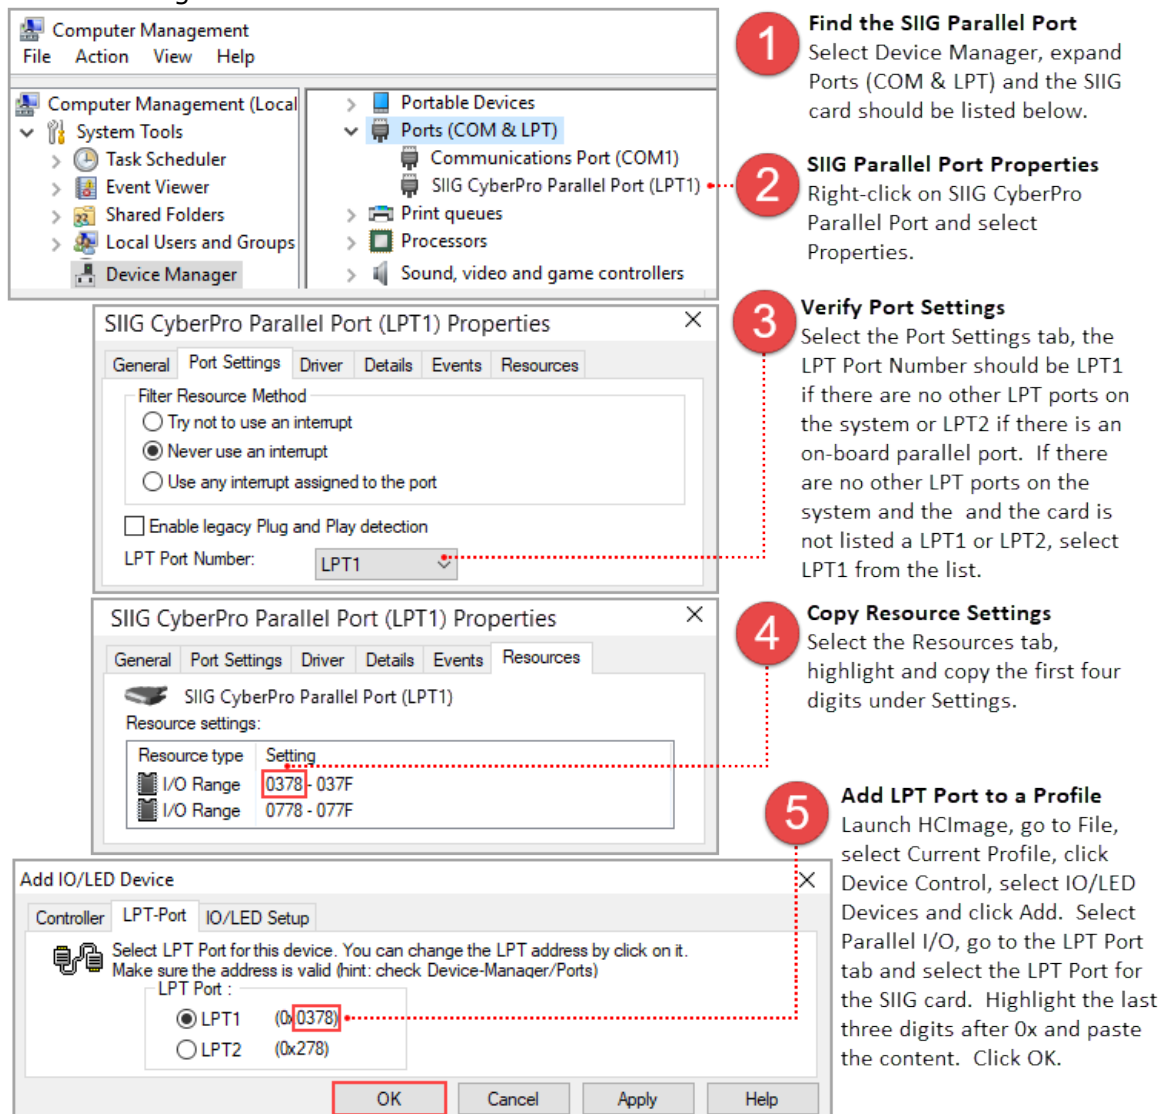 Computer Management
File Action View Help
Computer Management (Local
System Tools
Task Scheduler
Event Viewer
Shared Folders
Local Users and Groups
Device Manager
Portable Devices
Ports (COM & LPT)
Communications Port (COM1)
SIIG CyberPro Parallel Port (LPT1)
Print queues
Processors
Sound, video and game controllers
1
Find the SIIG Parallel Port
Select Device Manager, expand
Ports (COM & LPT) and the SIIG
card should be listed below.
2
SIIG Parallel Port Properties
Right-click on SIIG CyberPro
Parallel Port and select
Properties.
SIIG CyberPro Parallel Port (LPT1) Properties
General Port Settings Driver Details Events Resources
Filter Resource Method
Try not to use an interrupt
Never use an interrupt
Use any interrupt assigned to the port
Enable legacy Plug and Play detection
LPT Port Number: LPT1
3
Verify Port Settings
Select the Port Settings tab, the
LPT Port Number should be LPT1
if there are no other LPT ports on
the system or LPT2 if there is an
on-board parallel port. If there
are no other LPT ports on the
system and the and the card is
not listed a LPT1 or LPT2, select
LPT1 from the list.
SIIG CyberPro Parallel Port (LPT1) Properties
General Port Settings Driver Details Events Resources
SIIG CyberPro Parallel Port (LPT1)
Resource settings:
Resource type Setting
I/O Range 0378 - 037F
I/O Range 0778 - 077F
4
Copy Resource Settings
Select the Resources tab,
highlight and copy the first four
digits under Settings.
Add IO/LED Device
Controller LPT-Port IO/LED Setup
Select LPT Port for this device. You can change the LPT address by click on it.
Make sure the address is valid (hint: check Device-Manager/Ports)
LPT Port :
LPT1 (0x0378)
LPT2 (0x278)
OK Cancel Apply Help
5
Add LPT Port to a Profile
Launch HCImage, go to File,
select Current Profile, click
Device Control, select IO/LED
Devices and click Add. Select
Parallel I/O, go to the LPT Port
tab and select the LPT Port for
the SIIG card. Highlight the last
three digits after 0x and paste
the content. Click OK.